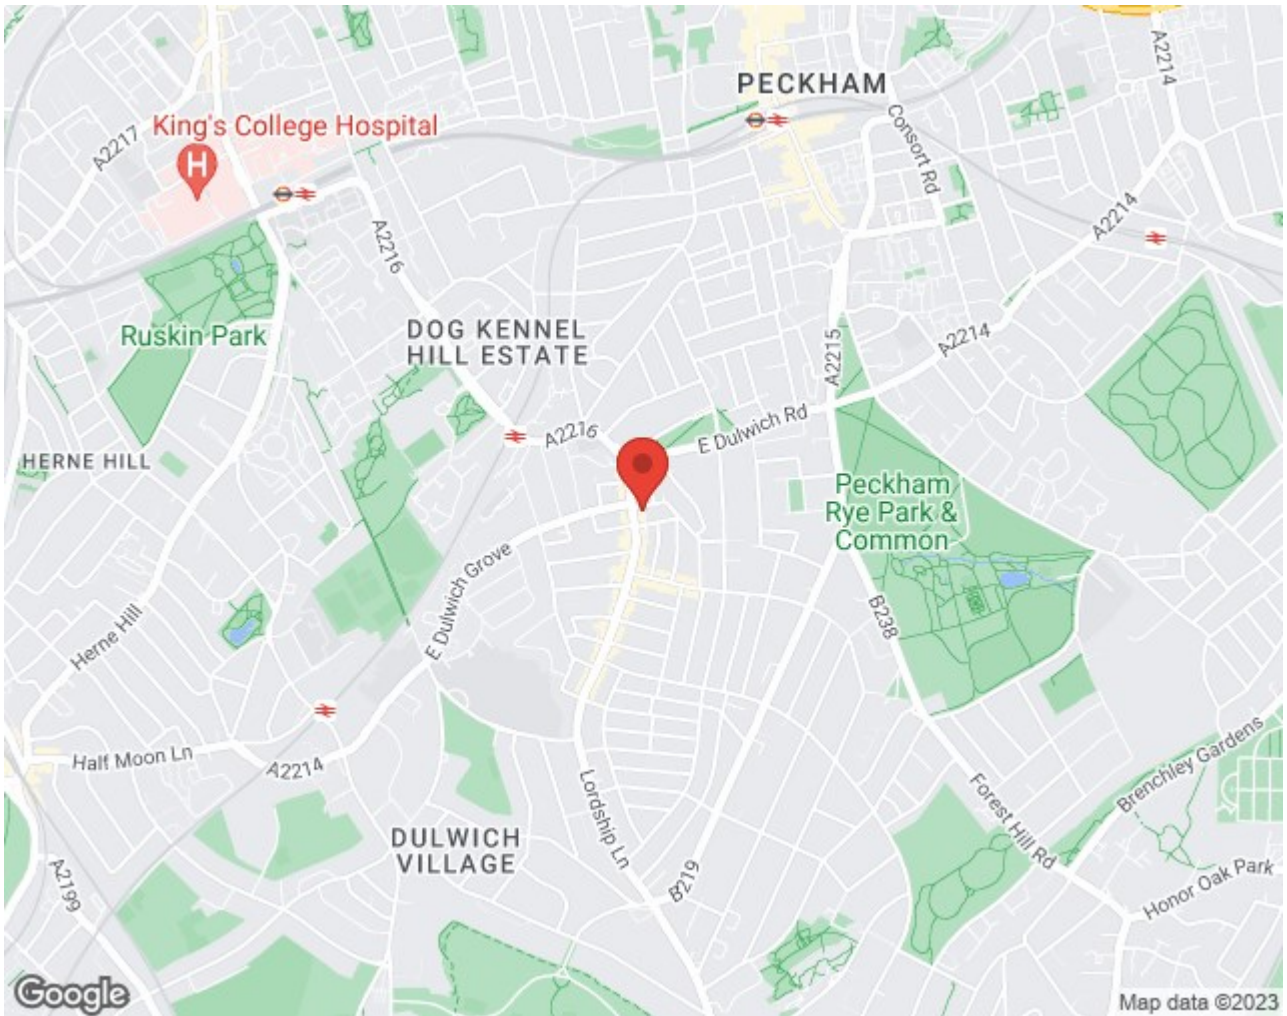 A2214
PECKHAM
King's College Hospital
A2217
H
Consort Rd
A2214
A2216
Ruskin Park
DOG KENNEL
HILL ESTATE
A2215
A2214
A2216
E Dulwich Rd
HERNE HILL
Peckham
Rye Park &
Common
E Dulwich Grove
Herne Hill
B238
Half Moon Ln
A2214
Brenchley Gardens
Lordship Ln
Forest Hill Rd
DULWICH
VILLAGE
A2199
B219
Honor Oak Park
Google
Map data ©2023